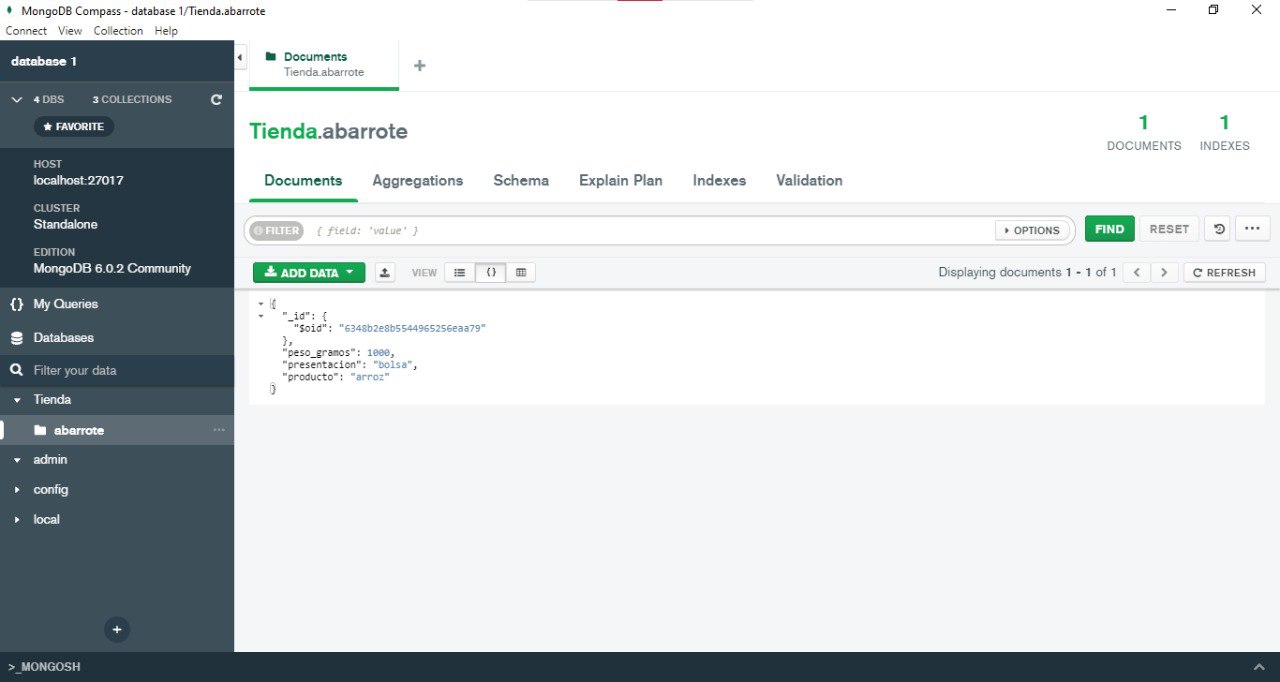 MongoDB Compass - database 1/Tienda.abarrote
Connect View Collection Help
database 1
4 DBS 3 COLLECTIONS
FAVORITE
HOST
localhost:27017
CLUSTER
Standalone
EDITION
MongoDB 6.0.2 Community
{} My Queries
Databases
Filter your data
Tienda
abarrote
admin
config
local
>_MONGOSH
Documents
Tienda.abarrote
Tienda.abarrote
1
DOCUMENTS
1
INDEXES
Documents Aggregations Schema Explain Plan Indexes Validation
FILTER { field: 'value' } OPTIONS FIND RESET
ADD DATA VIEW {} Displaying documents 1 - 1 of 1 REFRESH
{
"_id": {
"$oid": "6348b2e8b5544965256eaa79"
},
"peso_gramos": 1000,
"presentacion": "bolsa",
"producto": "arroz"
}